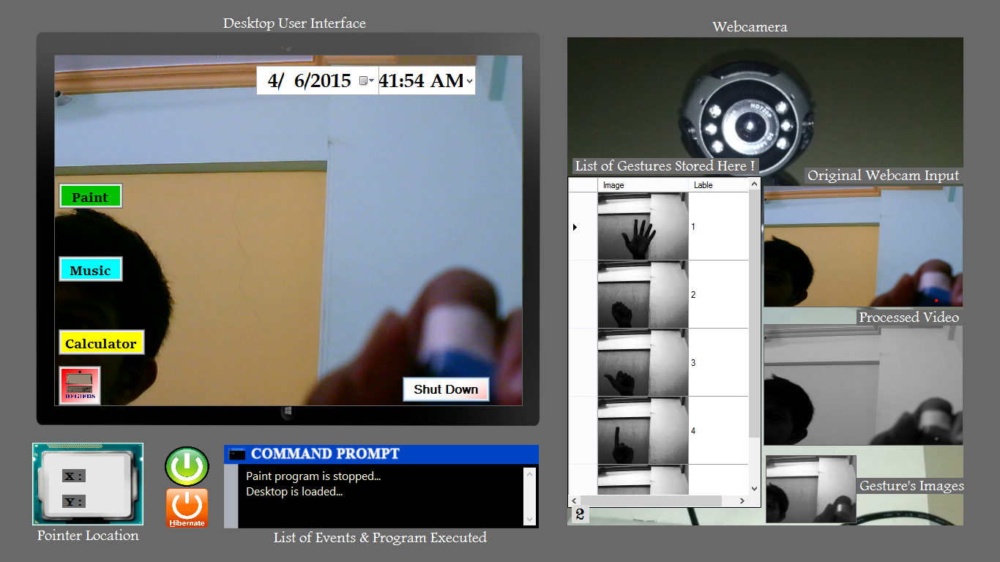 Desktop User Interface
Webcamera
4/ 6/2015
41:54 AM
HD720P
Paint
Music
Calculator
Shut Down
List of Gestures Stored Here !
Image Lable
1
2
3
4
2
Original Webcam Input
Processed Video
Gesture's Images
X :
Y :
Pointer Location
Hibernate
COMMAND PROMPT
Paint program is stopped...
Desktop is loaded...
List of Events & Program Executed